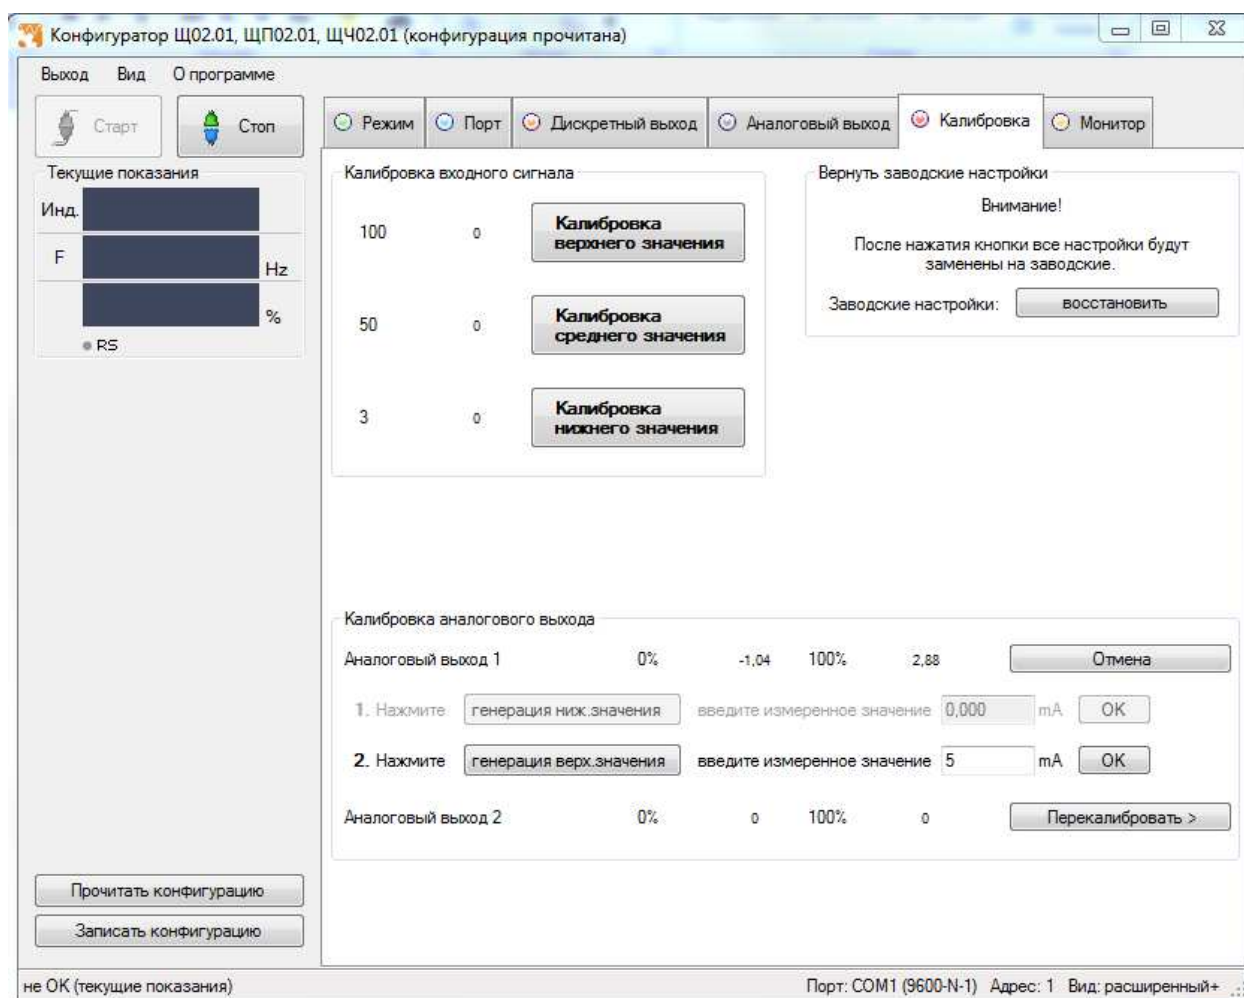 Конфигуратор Щ02.01, ЩП02.01, ЩЧ02.01 (конфигурация прочитана)
Выход Вид О программе
Старт Стоп
Режим Порт Дискретный выход Аналоговый выход Калибровка Монитор
Текущие показания
Инд.
F
Hz
%
RS
Калибровка входного сигнала
100 0 Калибровка
верхнего значения
50 0 Калибровка
среднего значения
3 0 Калибровка
нижнего значения
Вернуть заводские настройки
Внимание!
После нажатия кнопки все настройки будут
заменены на заводские.
Заводские настройки: восстановить
Калибровка аналогового выхода
Аналоговый выход 1 0% -1,04 100% 2,88 Отмена
1. Нажмите генерация ниж.значения введите измеренное значение 0,000 mA OK
2. Нажмите генерация верх.значения введите измеренное значение 5 mA OK
Аналоговый выход 2 0% 0 100% 0 Перекалибровать >
Прочитать конфигурацию
Записать конфигурацию
не ОК (текущие показания) Порт: COM1 (9600-N-1) Адрес: 1 Вид: расширенный+